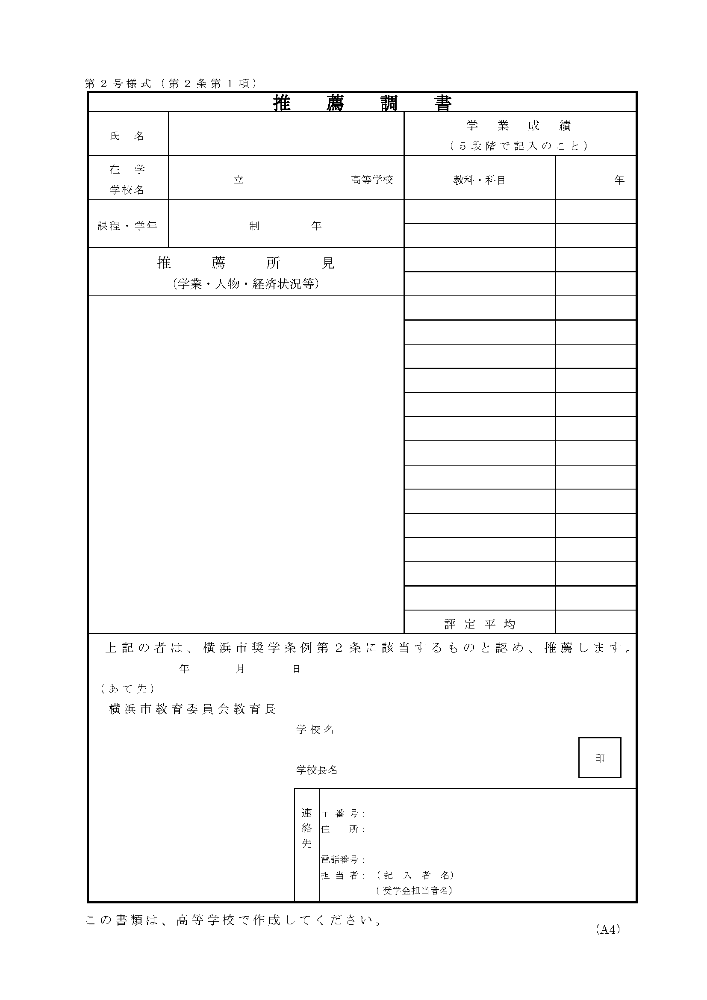 第２号様式（第２条第１項）
推　薦　調　書
氏　名
学　業　成　績
（５段階で記入のこと）
在　学
学校名
立　　　　　　　　　　高等学校
教科・科目
年
課程・学年
制　　　　　年
推　　薦　　所　　見
（学業・人物・経済状況等）
評定平均
上記の者は、横浜市奨学条例第２条に該当するものと認め、推薦します。
年　　　　月　　　　日
（あて先）
横浜市教育委員会教育長
学校名
印
学校長名
連絡先
〒番号：
住　所：
電話番号：
担当者：（記　入　者　名）
（奨学金担当者名）
この書類は、高等学校で作成してください。
（A4）